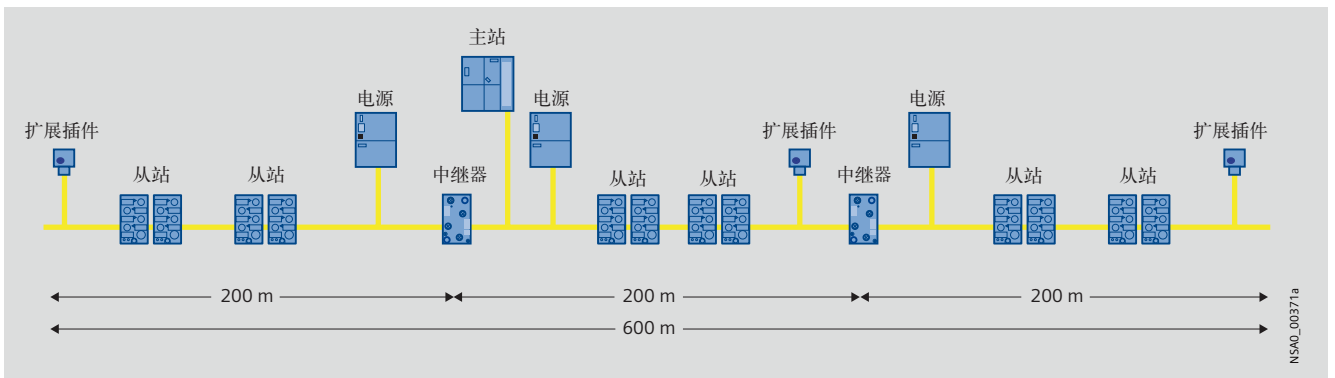 主站
电源
电源
电源
扩展插件
扩展插件
扩展插件
从站
从站
中继器
从站
从站
中继器
从站
从站
200 m
200 m
200 m
600 m
NSA0_00371a